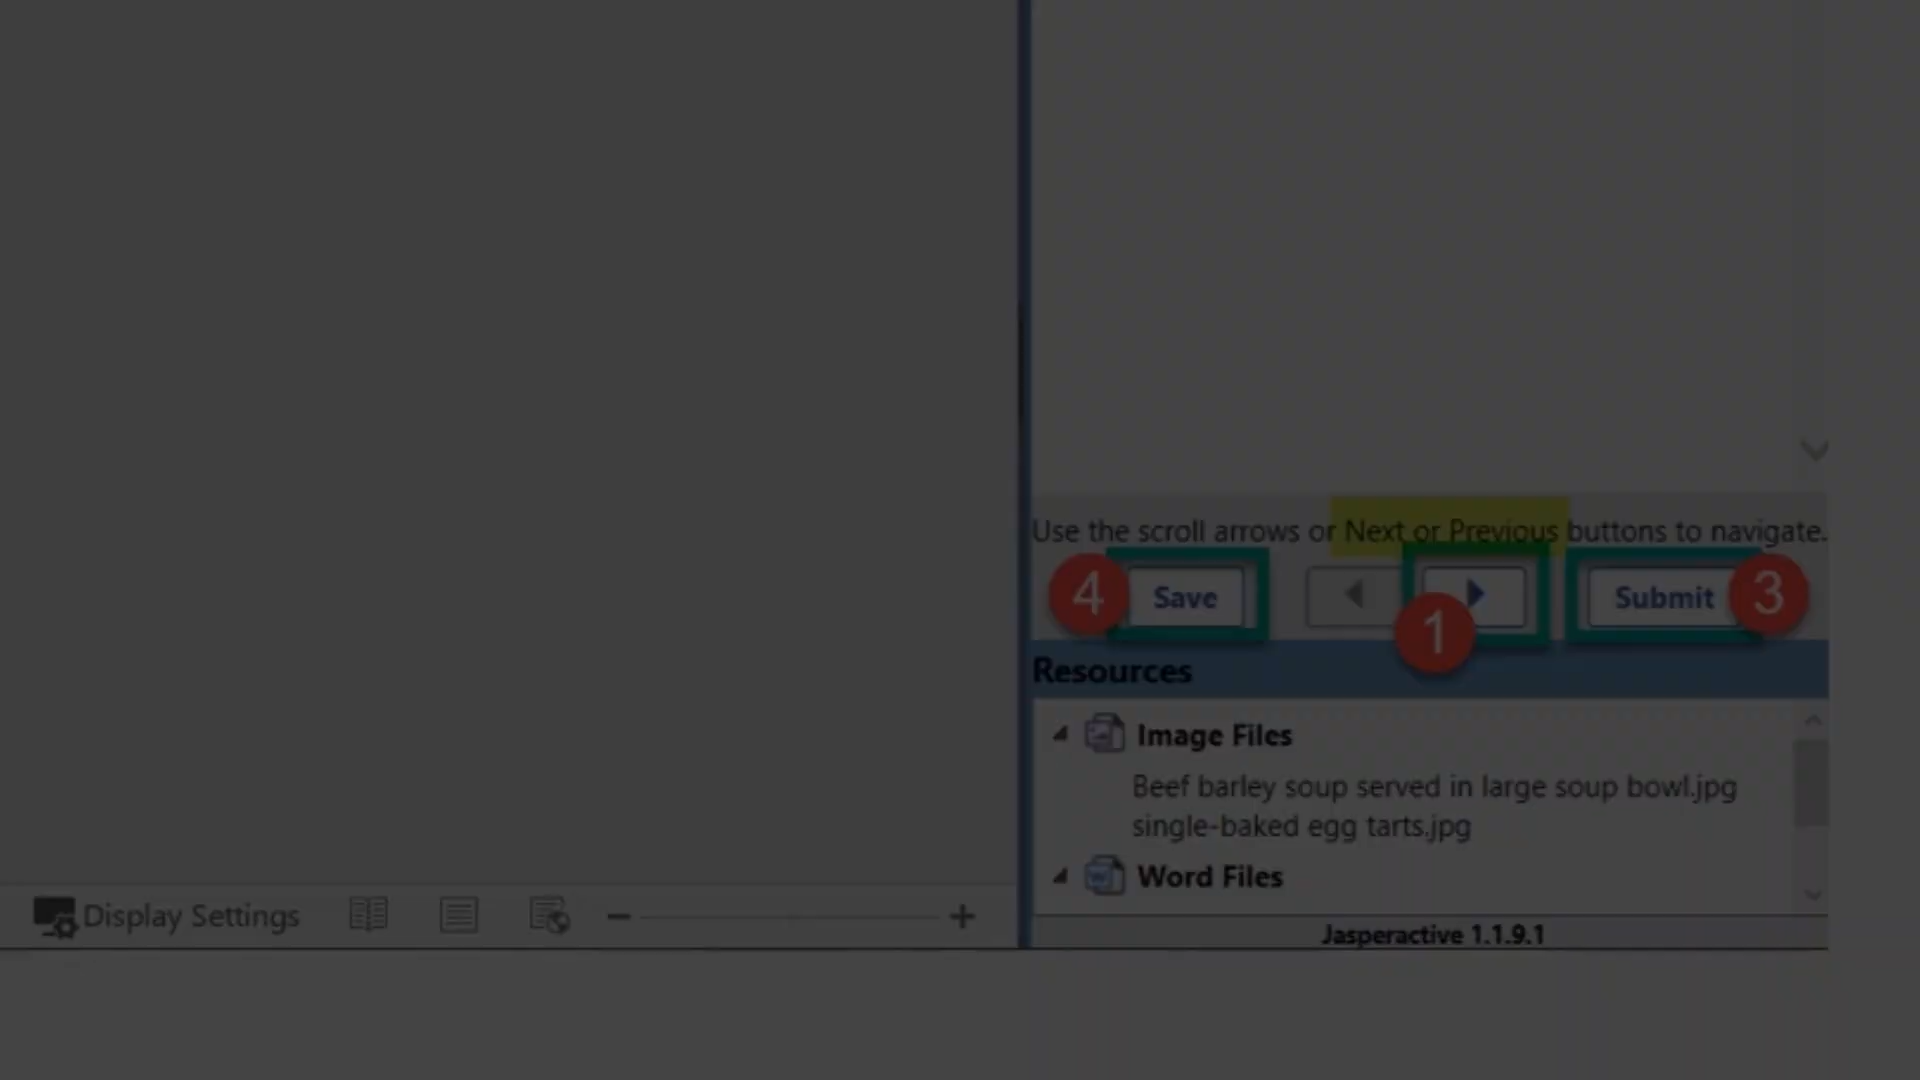 Use the scroll arrows or Next or Previous buttons to navigate.
4 Save 1 Submit 3
Resources
Image Files
Beef barley soup served in large soup bowl.jpg
single-baked egg tarts.jpg
Word Files
Display Settings
Jasperactive 1.1.9.1